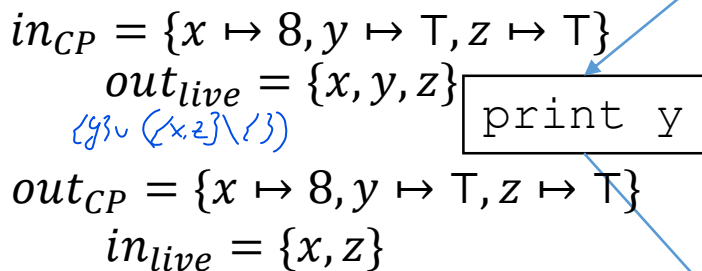 in_CP = {x ↦ 8, y ↦ ⊤, z ↦ ⊤}
out_live = {x, y, z}
{y}∪({x,z}\{})
print y
out_CP = {x ↦ 8, y ↦ ⊤, z ↦ ⊤}
in_live = {x, z}